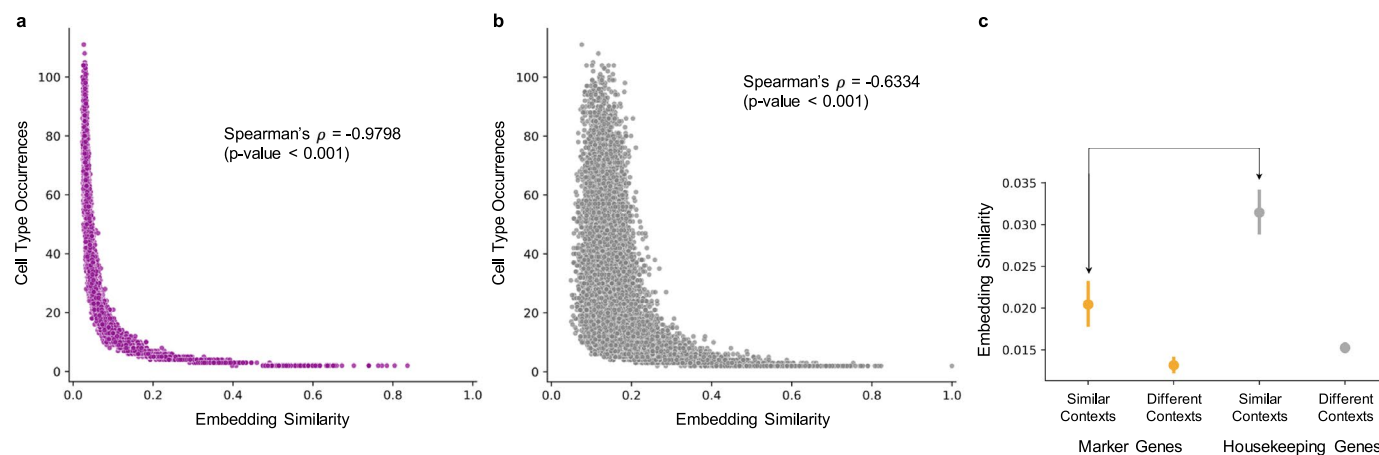 a
Cell Type Occurrences
100
80
60
40
20
0
Spearman's ρ = -0.9798
(p-value < 0.001)
0.0 0.2 0.4 0.6 0.8 1.0
Embedding Similarity
b
Cell Type Occurrences
100
80
60
40
20
0
Spearman's ρ = -0.6334
(p-value < 0.001)
0.0 0.2 0.4 0.6 0.8 1.0
Embedding Similarity
c
Embedding Similarity
0.035
0.030
0.025
0.020
0.015
Similar Different Similar Different
Contexts Contexts Contexts Contexts
Marker Genes Housekeeping Genes